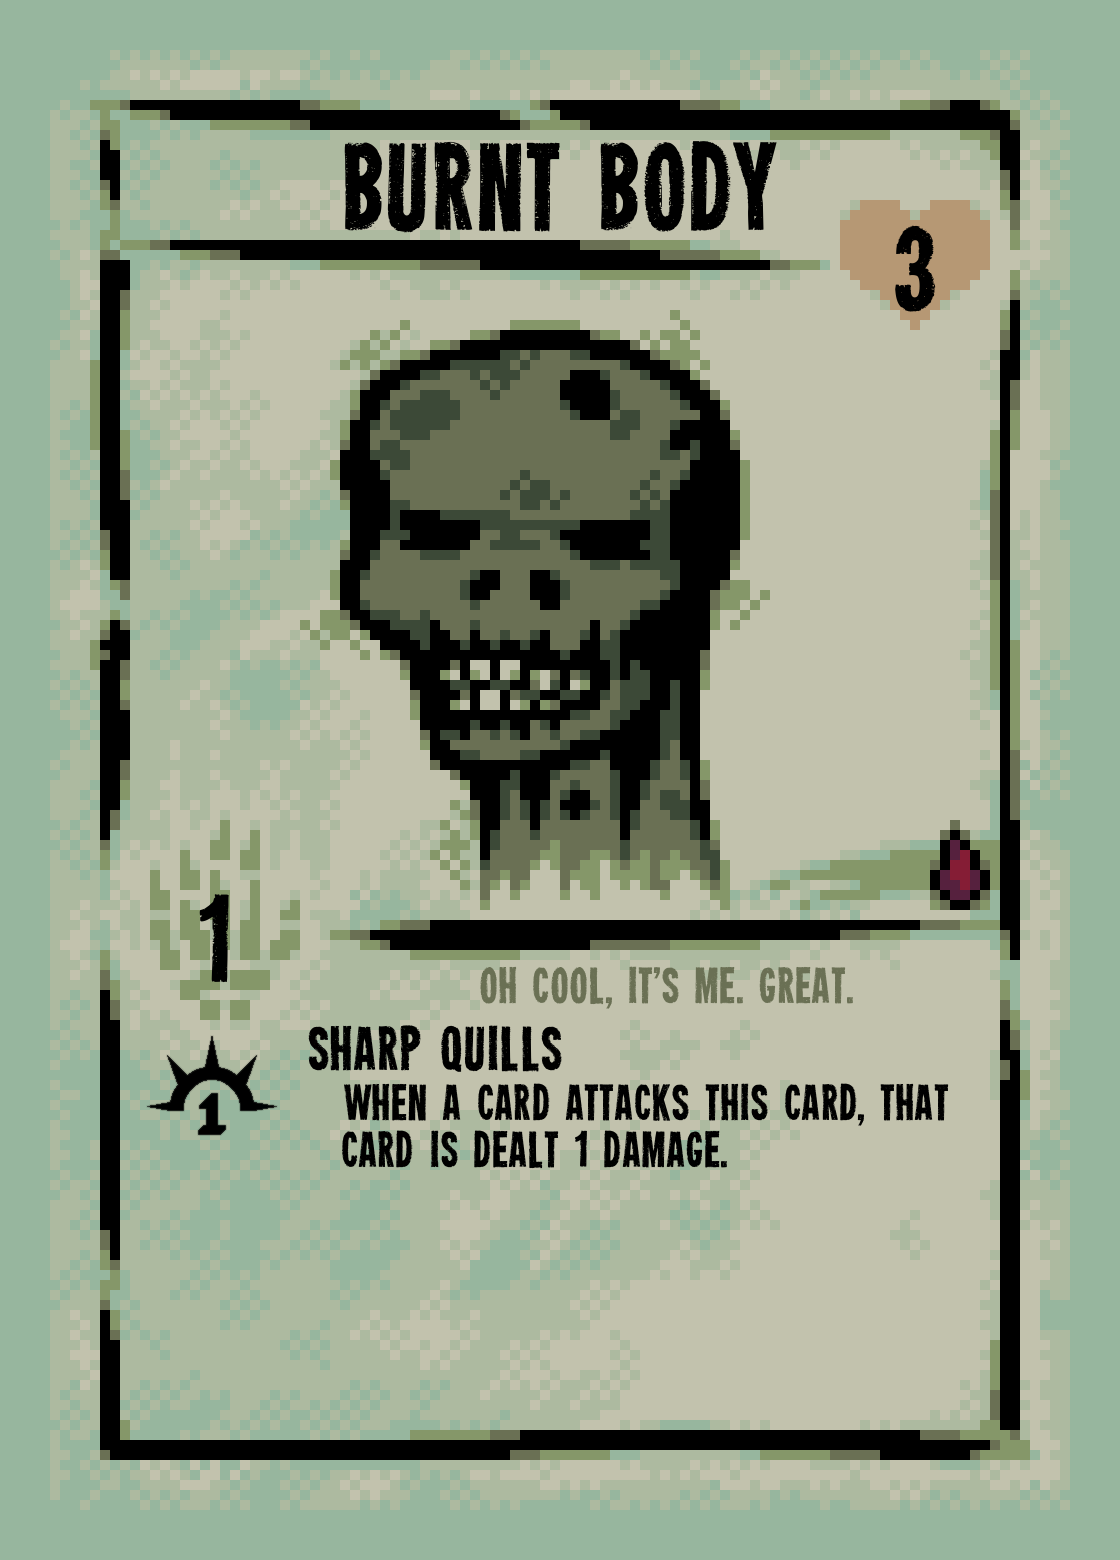 BURNT BODY
3
1
OH COOL, IT'S ME. GREAT.
SHARP QUILLS
1
WHEN A CARD ATTACKS THIS CARD, THAT
CARD IS DEALT 1 DAMAGE.